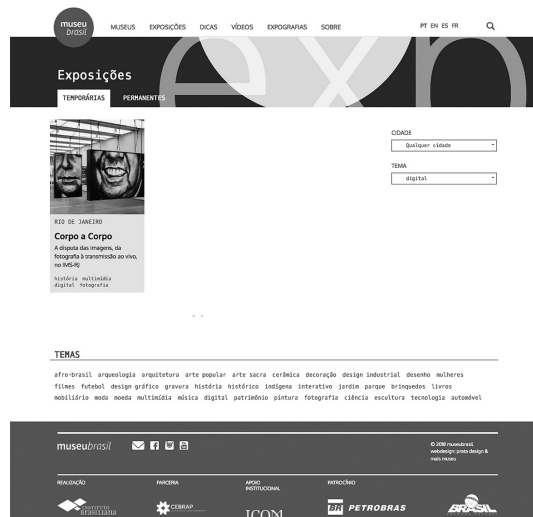 museu
brasil
MUSEUS EXPOSIÇÕES DICAS VÍDEOS EXPOGRAFIAS SOBRE
PT EN ES FR
exp
Exposições
TEMPORÁRIAS PERMANENTES
RIO DE JANEIRO
Corpo a Corpo
A disputa das imagens, da
fotografia à transmissão ao vivo,
no IMS-RJ
história multimídia
digital fotografia
CIDADE
Qualquer cidade
TEMA
digital
< >
TEMAS
afro-brasil arqueologia arquitetura arte popular arte sacra cerâmica decoração design industrial desenho mulheres
filmes futebol design gráfico gravura história histórico indígena interativo jardim parque brinquedos livros
mobiliário moda moeda multimídia música digital patrimônio pintura fotografia ciência escultura tecnologia automóvel
museubrasil
© 2018 museubrasil
webdesign: prata design &
mais museu
REALIZAÇÃO PARCERIA APOIO
INSTITUCIONAL PATROCÍNIO
INSTITUTO
BRASILIANA
CEBRAP
ICOM
BR PETROBRAS
BRASIL